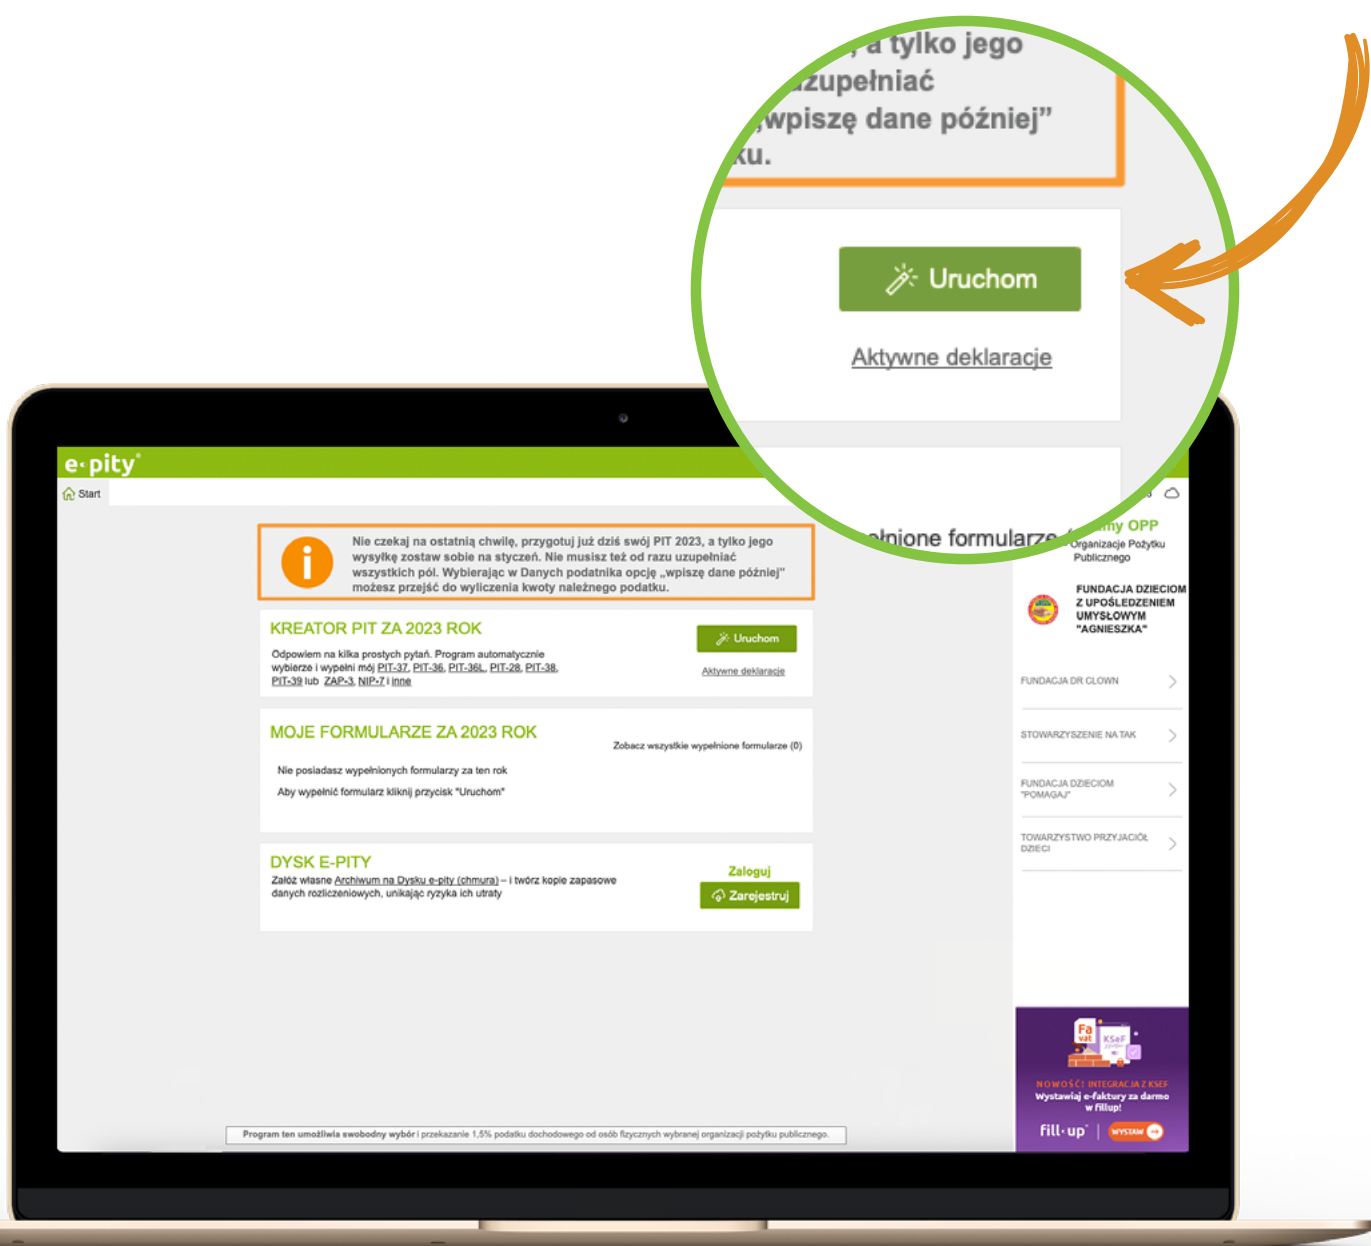 , a tylko jego
uzupełniać
„wpiszę dane później”
ku.
Uruchom
Aktywne deklaracje
ełnione formularze
e-pity
Start
Nie czekaj na ostatnią chwilę, przygotuj już dziś swój PIT 2023, a tylko jego
wysyłkę zostaw sobie na styczeń. Nie musisz też od razu uzupełniać
wszystkich pól. Wybierając w Danych podatnika opcję „wpiszę dane później”
możesz przejść do wyliczenia kwoty należnego podatku.
KREATOR PIT ZA 2023 ROK
Odpowiem na kilka prostych pytań. Program automatycznie
wybierze i wypełni mój PIT-37, PIT-36, PIT-36L, PIT-28, PIT-38,
PIT-39 lub ZAP-3, NIP-7 i inne
Uruchom
Aktywne deklaracje
MOJE FORMULARZE ZA 2023 ROK
Zobacz wszystkie wypełnione formularze (0)
Nie posiadasz wypełnionych formularzy za ten rok
Aby wypełnić formularz kliknij przycisk "Uruchom"
DYSK E-PITY
Załóż własne Archiwum na Dysku e-pity (chmura) – i twórz kopie zapasowe
danych rozliczeniowych, unikając ryzyka ich utraty
Zaloguj
Zarejestruj
my OPP
Organizacje Pożytku
Publicznego
FUNDACJA DZIECIOM
Z UPOŚLEDZENIEM
UMYSŁOWYM
"AGNIESZKA"
FUNDACJA DR CLOWN
STOWARZYSZENIE NA TAK
FUNDACJA DZIECIOM
"POMAGAJ"
TOWARZYSTWO PRZYJACIÓŁ
DZIECI
Fa
vat
KSeF
NOWOŚĆ! INTEGRACJA Z KSEF
Wystawiaj e-faktury za darmo
w fillup!
fill-up
WYSTAW
Program ten umożliwia swobodny wybór i przekazanie 1,5% podatku dochodowego od osób fizycznych wybranej organizacji pożytku publicznego.